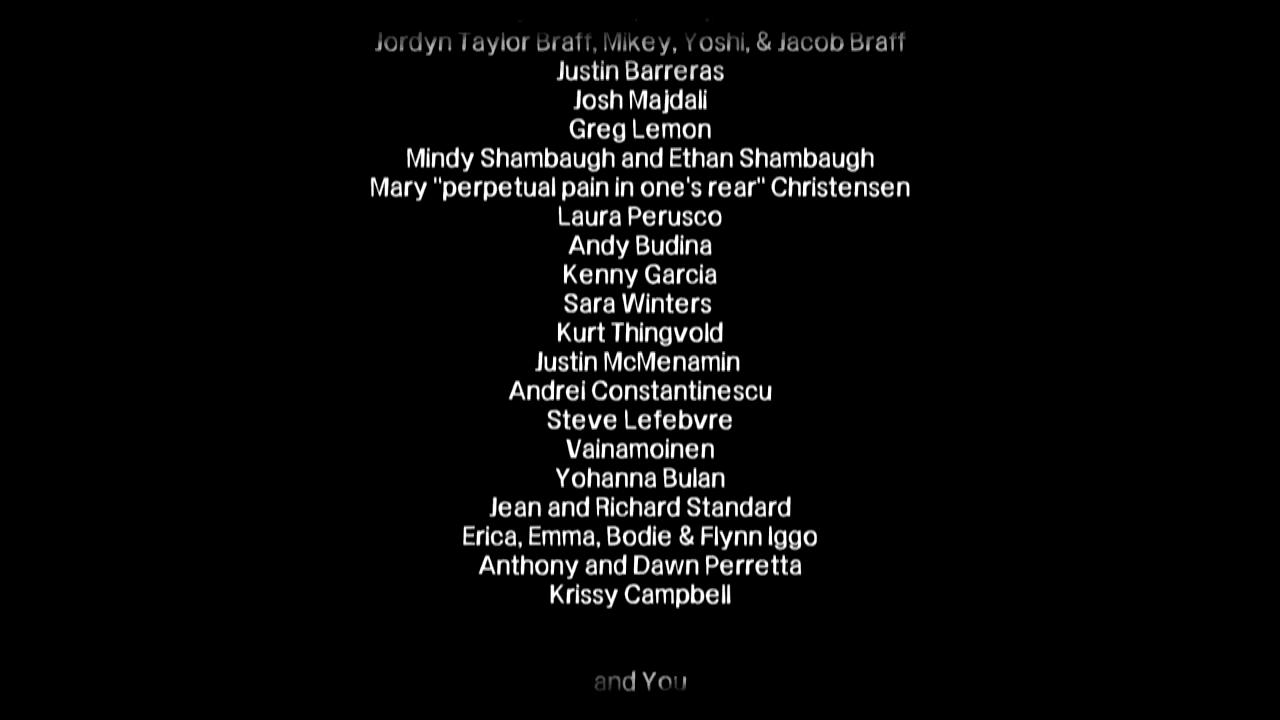 Jordyn Taylor Braff, Mikey, Yoshi, & Jacob Braff
Justin Barreras
Josh Majdali
Greg Lemon
Mindy Shambaugh and Ethan Shambaugh
Mary "perpetual pain in one's rear" Christensen
Laura Perusco
Andy Budina
Kenny Garcia
Sara Winters
Kurt Thingvold
Justin McMenamin
Andrei Constantinescu
Steve Lefebvre
Vainamoinen
Yohanna Bulan
Jean and Richard Standard
Erica, Emma, Bodie & Flynn Iggo
Anthony and Dawn Perretta
Krissy Campbell
and You